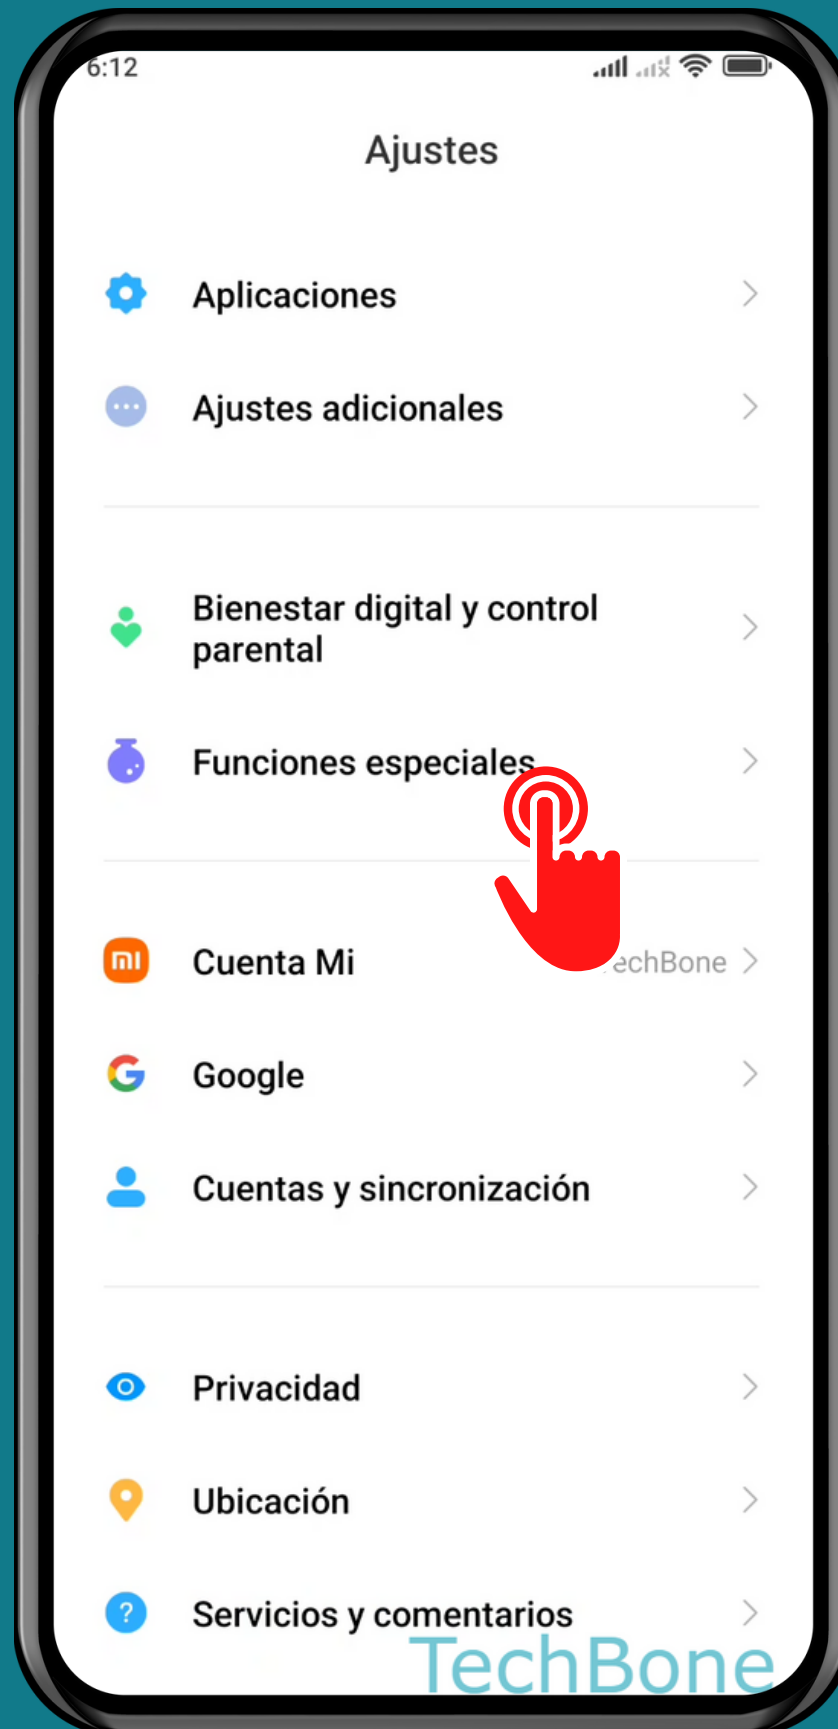 6:12
Ajustes
Aplicaciones
Ajustes adicionales
Bienestar digital y control
parental
Funciones especiales
Cuenta Mi
Google
Cuentas y sincronización
Privacidad
Ubicación
Servicios y comentarios
TechBone